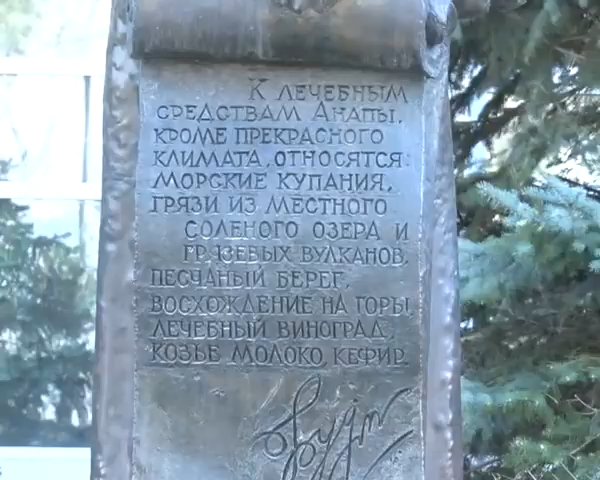 К ЛЕЧЕБНЫМ
СРЕДСТВАМ АНАПЫ,
КРОМЕ ПРЕКРАСНОГО
КЛИМАТА, ОТНОСЯТСЯ:
МОРСКИЕ КУПАНИЯ,
ГРЯЗИ ИЗ МЕСТНОГО
СОЛЕНОГО ОЗЕРА И
ГРЯЗЕВЫХ ВУЛКАНОВ,
ПЕСЧАНЫЙ БЕРЕГ,
ВОСХОЖДЕНИЕ НА ГОРЫ,
ЛЕЧЕБНЫЙ ВИНОГРАД,
КОЗЬЕ МОЛОКО, КЕФИР.